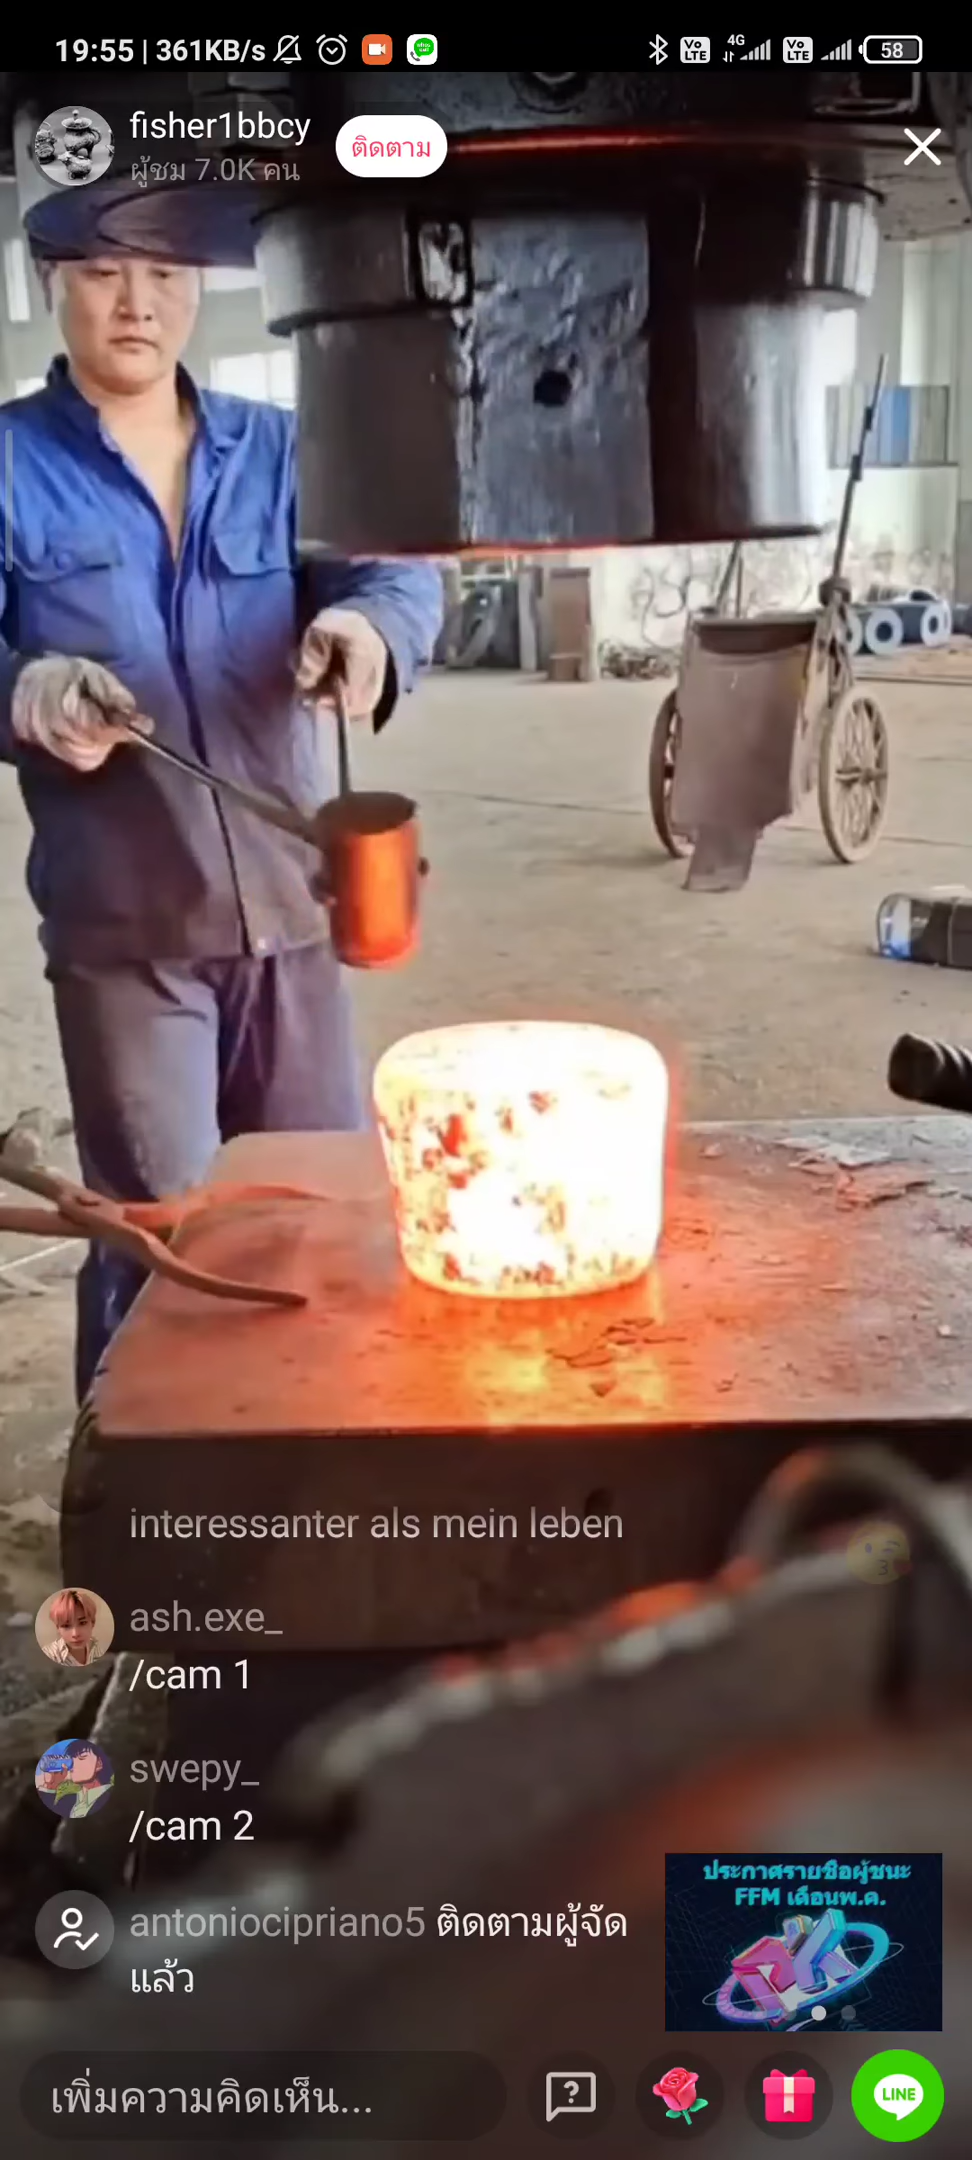 19:55 | 361KB/s
Vo LTE
4G
Vo LTE
58
fisher1bbcy
ผู้ชม 7.0K คน
ติดตาม
interessanter als mein leben
ash.exe_
/cam 1
swepy_
/cam 2
antoniocipriano5 ติดตามผู้จัด
แล้ว
ประกาศรายชื่อผู้ชนะ
FFM เดือนพ.ค.
เพิ่มความคิดเห็น...
LINE